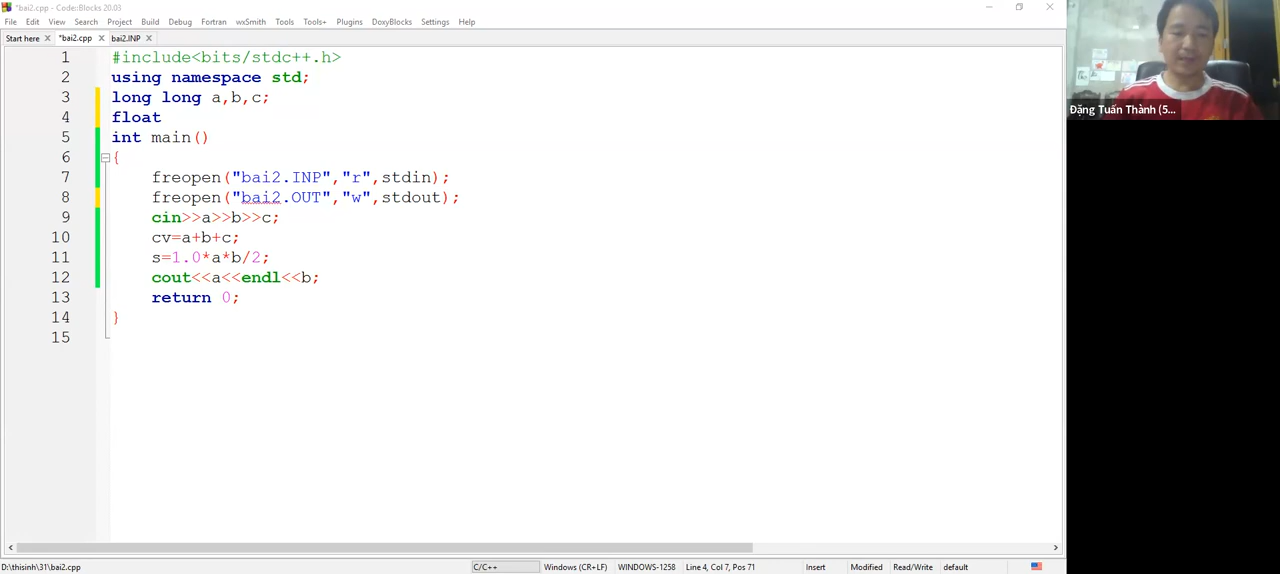 *bai2.cpp - Code::Blocks 20.03
File Edit View Search Project Build Debug Fortran wxSmith Tools Tools+ Plugins DoxyBlocks Settings Help
Start here *bai2.cpp bai2.INP
1 #include<bits/stdc++.h>
2 using namespace std;
3 long long a,b,c;
4 float
5 int main()
6 {
7 freopen("bai2.INP","r",stdin);
8 freopen("bai2.OUT","w",stdout);
9 cin>>a>>b>>c;
10 cv=a+b+c;
11 s=1.0*a*b/2;
12 cout<<a<<endl<<b;
13 return 0;
14 }
15
Đặng Tuấn Thành (5...
D:\thisinh\31\bai2.cpp C/C++ Windows (CR+LF) WINDOWS-1258 Line 4, Col 7, Pos 71 Insert Modified Read/Write default